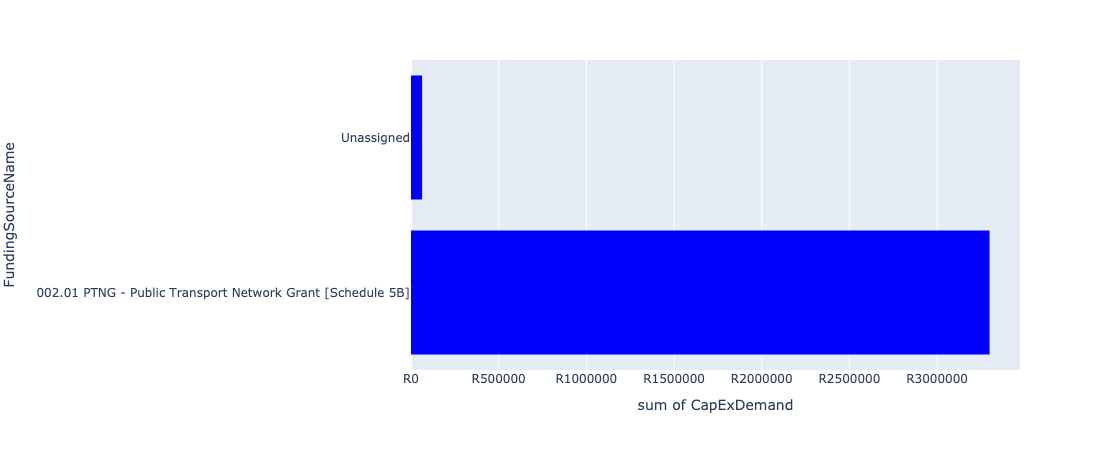 FundingSourceName
Unassigned
002.01 PTNG - Public Transport Network Grant [Schedule 5B]
R0 R500000 R1000000 R1500000 R2000000 R2500000 R3000000
sum of CapExDemand